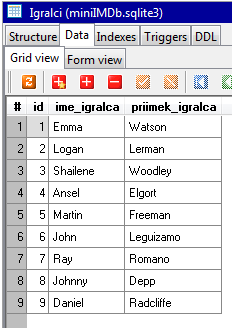 Igralci (miniIMDb.sqlite3)
Structure Data Indexes Triggers DDL
Grid view Form view
# id ime_igralca priimek_igralca
1 1 Emma Watson
2 2 Logan Lerman
3 3 Shailene Woodley
4 4 Ansel Elgort
5 5 Martin Freeman
6 6 John Leguizamo
7 7 Ray Romano
8 8 Johnny Depp
9 9 Daniel Radcliffe